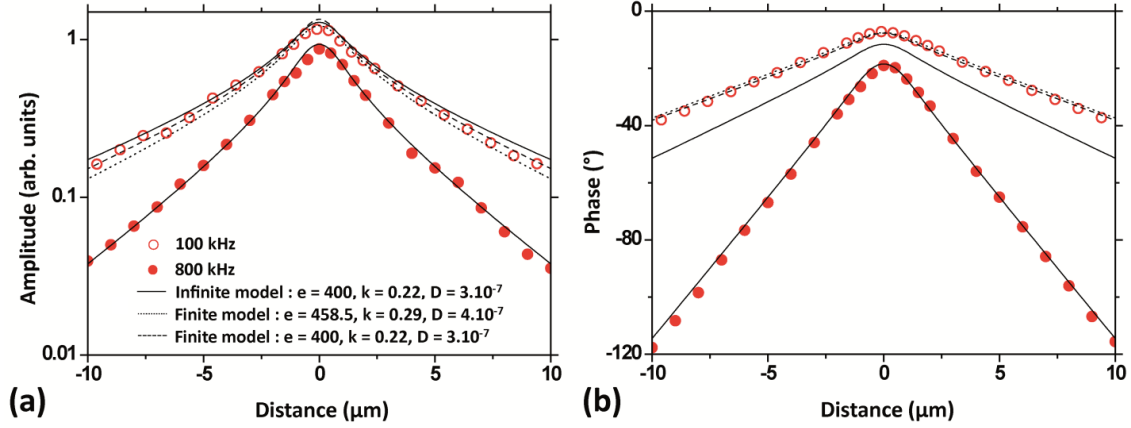 1
0.1
0.01
Amplitude (arb. units)
100 kHz
800 kHz
Infinite model : e = 400, k = 0.22, D = 3.10-7
Finite model : e = 458.5, k = 0.29, D = 4.10-7
Finite model : e = 400, k = 0.22, D = 3.10-7
-10 -5 0 5 10
Distance (µm)
(a)
0
-40
-80
-120
Phase (°)
-10 -5 0 5 10
Distance (µm)
(b)